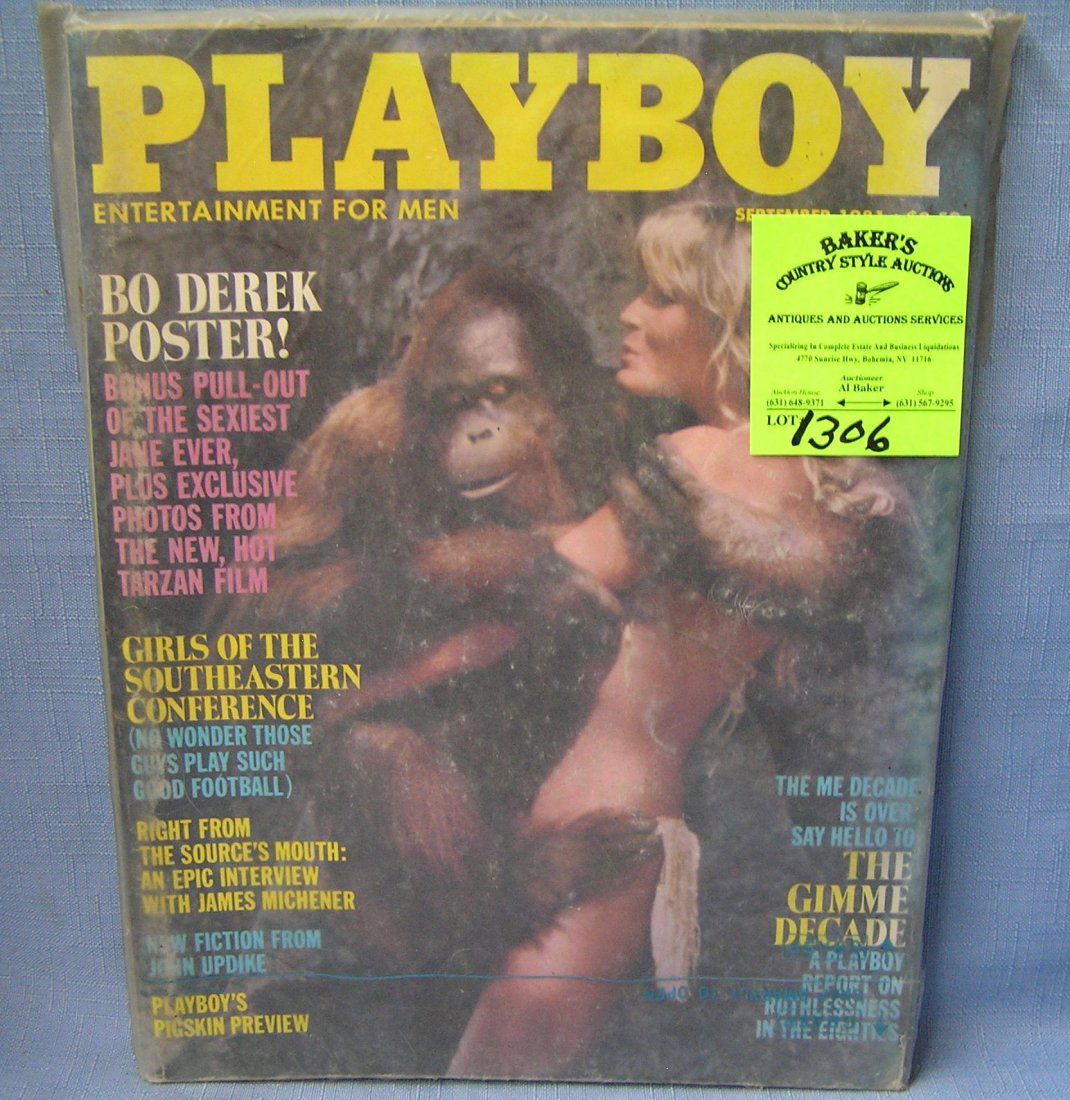 PLAYBOY
ENTERTAINMENT FOR MEN
SEPTEMBER 1981
BO DEREK
POSTER!
BONUS PULL-OUT
OF THE SEXIEST
JANE EVER,
PLUS EXCLUSIVE
PHOTOS FROM
THE NEW, HOT
TARZAN FILM
GIRLS OF THE
SOUTHEASTERN
CONFERENCE
(NO WONDER THOSE
GUYS PLAY SUCH
GOOD FOOTBALL)
RIGHT FROM
THE SOURCE'S MOUTH:
AN EPIC INTERVIEW
WITH JAMES MICHENER
NEW FICTION FROM
JOHN UPDIKE
PLAYBOY'S
PIGSKIN PREVIEW
BAKER'S
COUNTRY STYLE AUCTIONS
ANTIQUES AND AUCTIONS SERVICES
Specializing In Complete Estate And Business Liquidations
4770 Sunrise Hwy, Bohemia, NY 11716
Auctioneer
Al Baker
Auction House
(631) 648-9371
Shop
(631) 567-9295
LOT# 1306
THE ME DECADE
IS OVER.
SAY HELLO TO
THE
GIMME
DECADE
A PLAYBOY
REPORT ON
RUTHLESSNESS
IN THE EIGHTIES